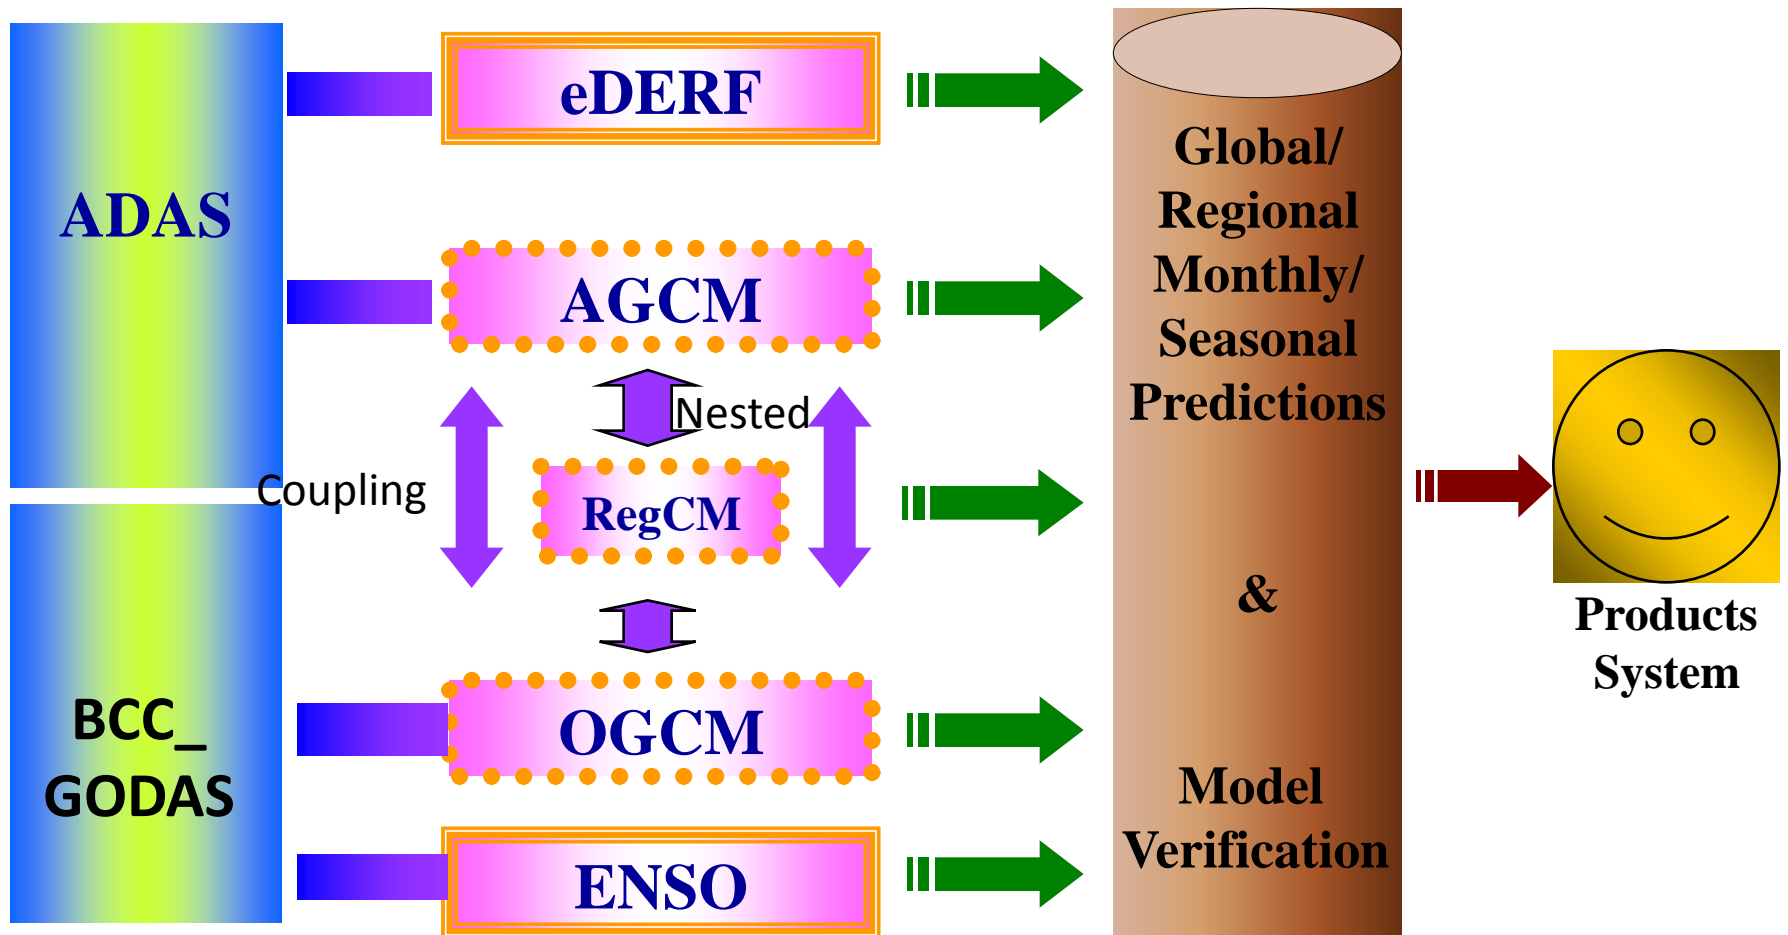 ADAS
BCC_
GODAS
eDERF
AGCM
Nested
Coupling
RegCM
OGCM
ENSO
Global/
Regional
Monthly/
Seasonal
Predictions
&
Model
Verification
Products
System